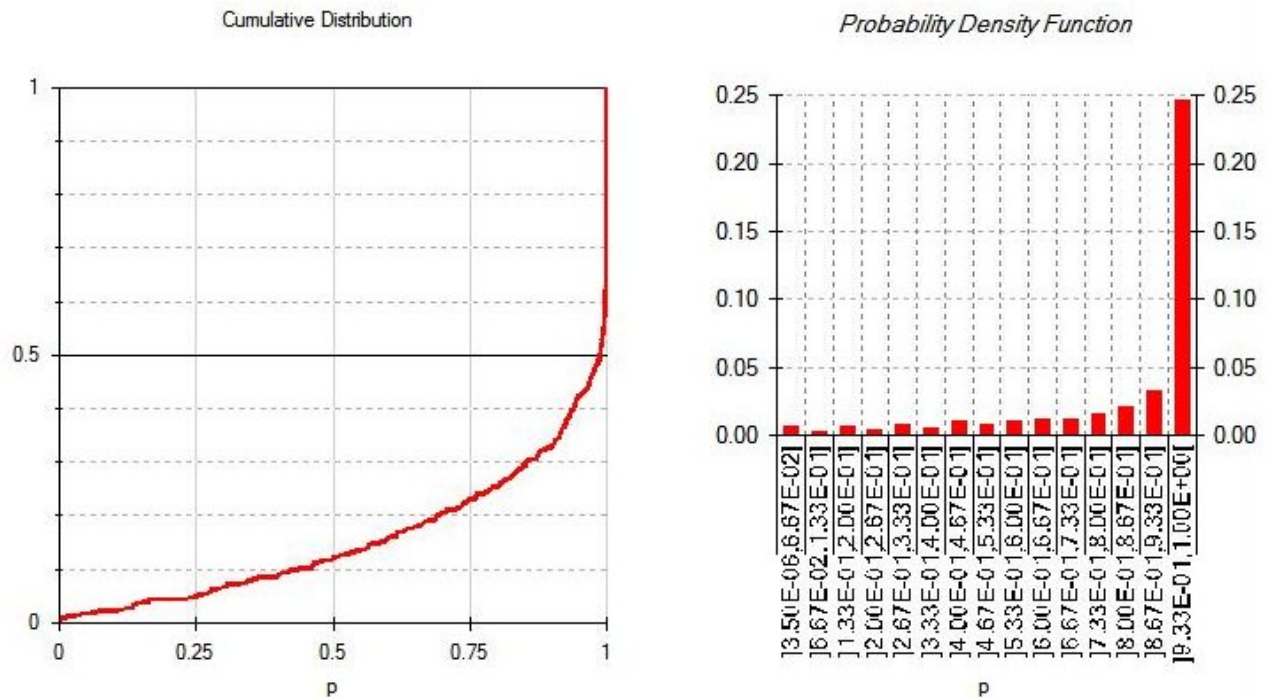 Cumulative Distribution
1
0.5
0
0
0.25
0.5
0.75
1
p
Probability Density Function
0.25
0.20
0.15
0.10
0.05
0.00
0.25
0.20
0.15
0.10
0.05
0.00
]3.50E-06,6.67E-02]
]6.67E-02,1.33E-01]
]1.33E-01,2.00E-01]
]2.00E-01,2.67E-01]
]2.67E-01,3.33E-01]
]3.33E-01,4.00E-01]
]4.00E-01,4.67E-01]
]4.67E-01,5.33E-01]
]5.33E-01,6.00E-01]
]6.00E-01,6.67E-01]
]6.67E-01,7.33E-01]
]7.33E-01,8.00E-01]
]8.00E-01,8.67E-01]
]8.67E-01,9.33E-01]
]9.33E-01,1.00E+00]
p